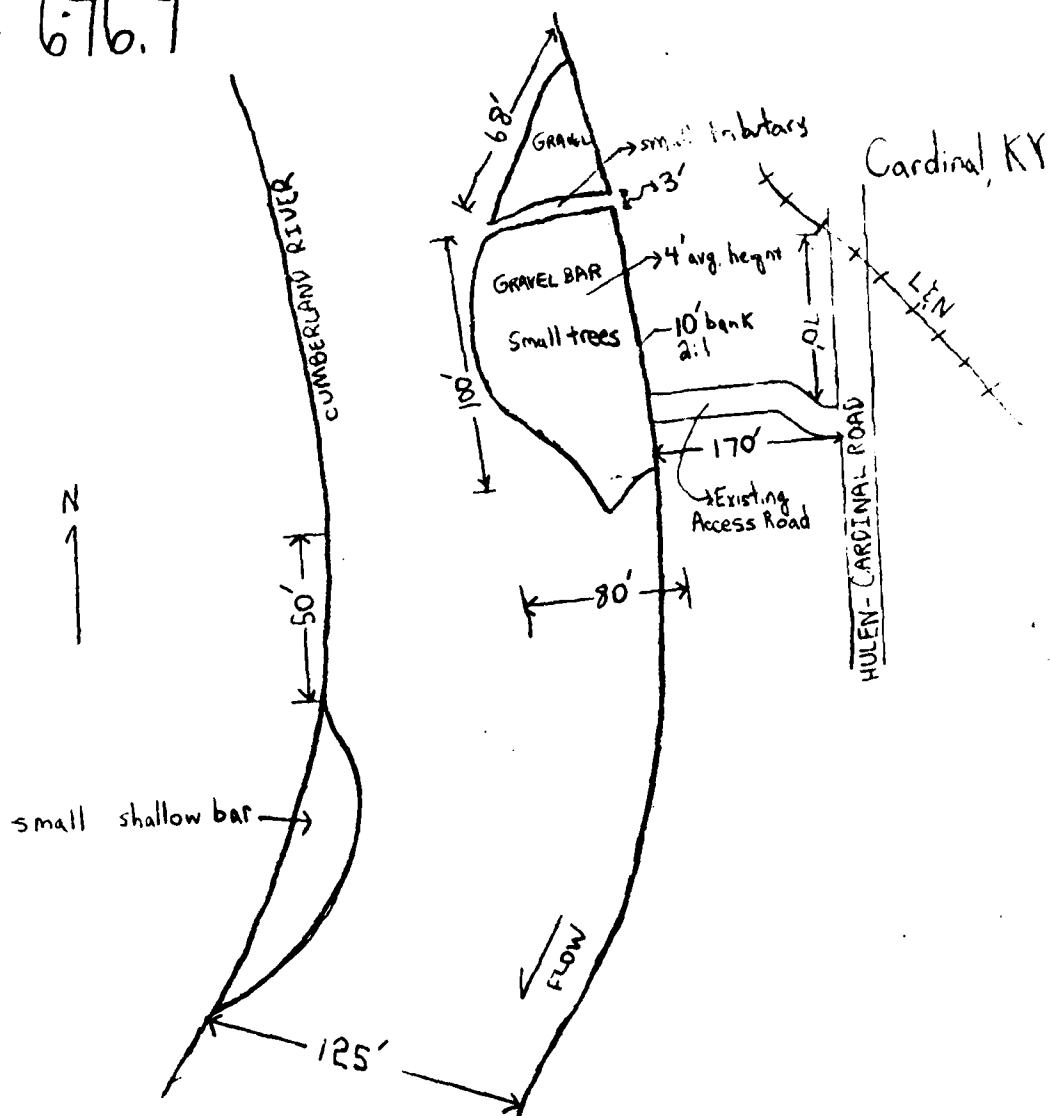 676.7
Cardinal, KY
CUMBERLAND RIVER
68'
GRAVEL
small tributary
3'
GRAVEL BAR
4' avg. height
Small trees
10' bank
2:1
100'
70'
L&N
170'
Existing
Access Road
HULEN-CARDINAL ROAD
N
50'
80'
small shallow bar
FLOW
125'